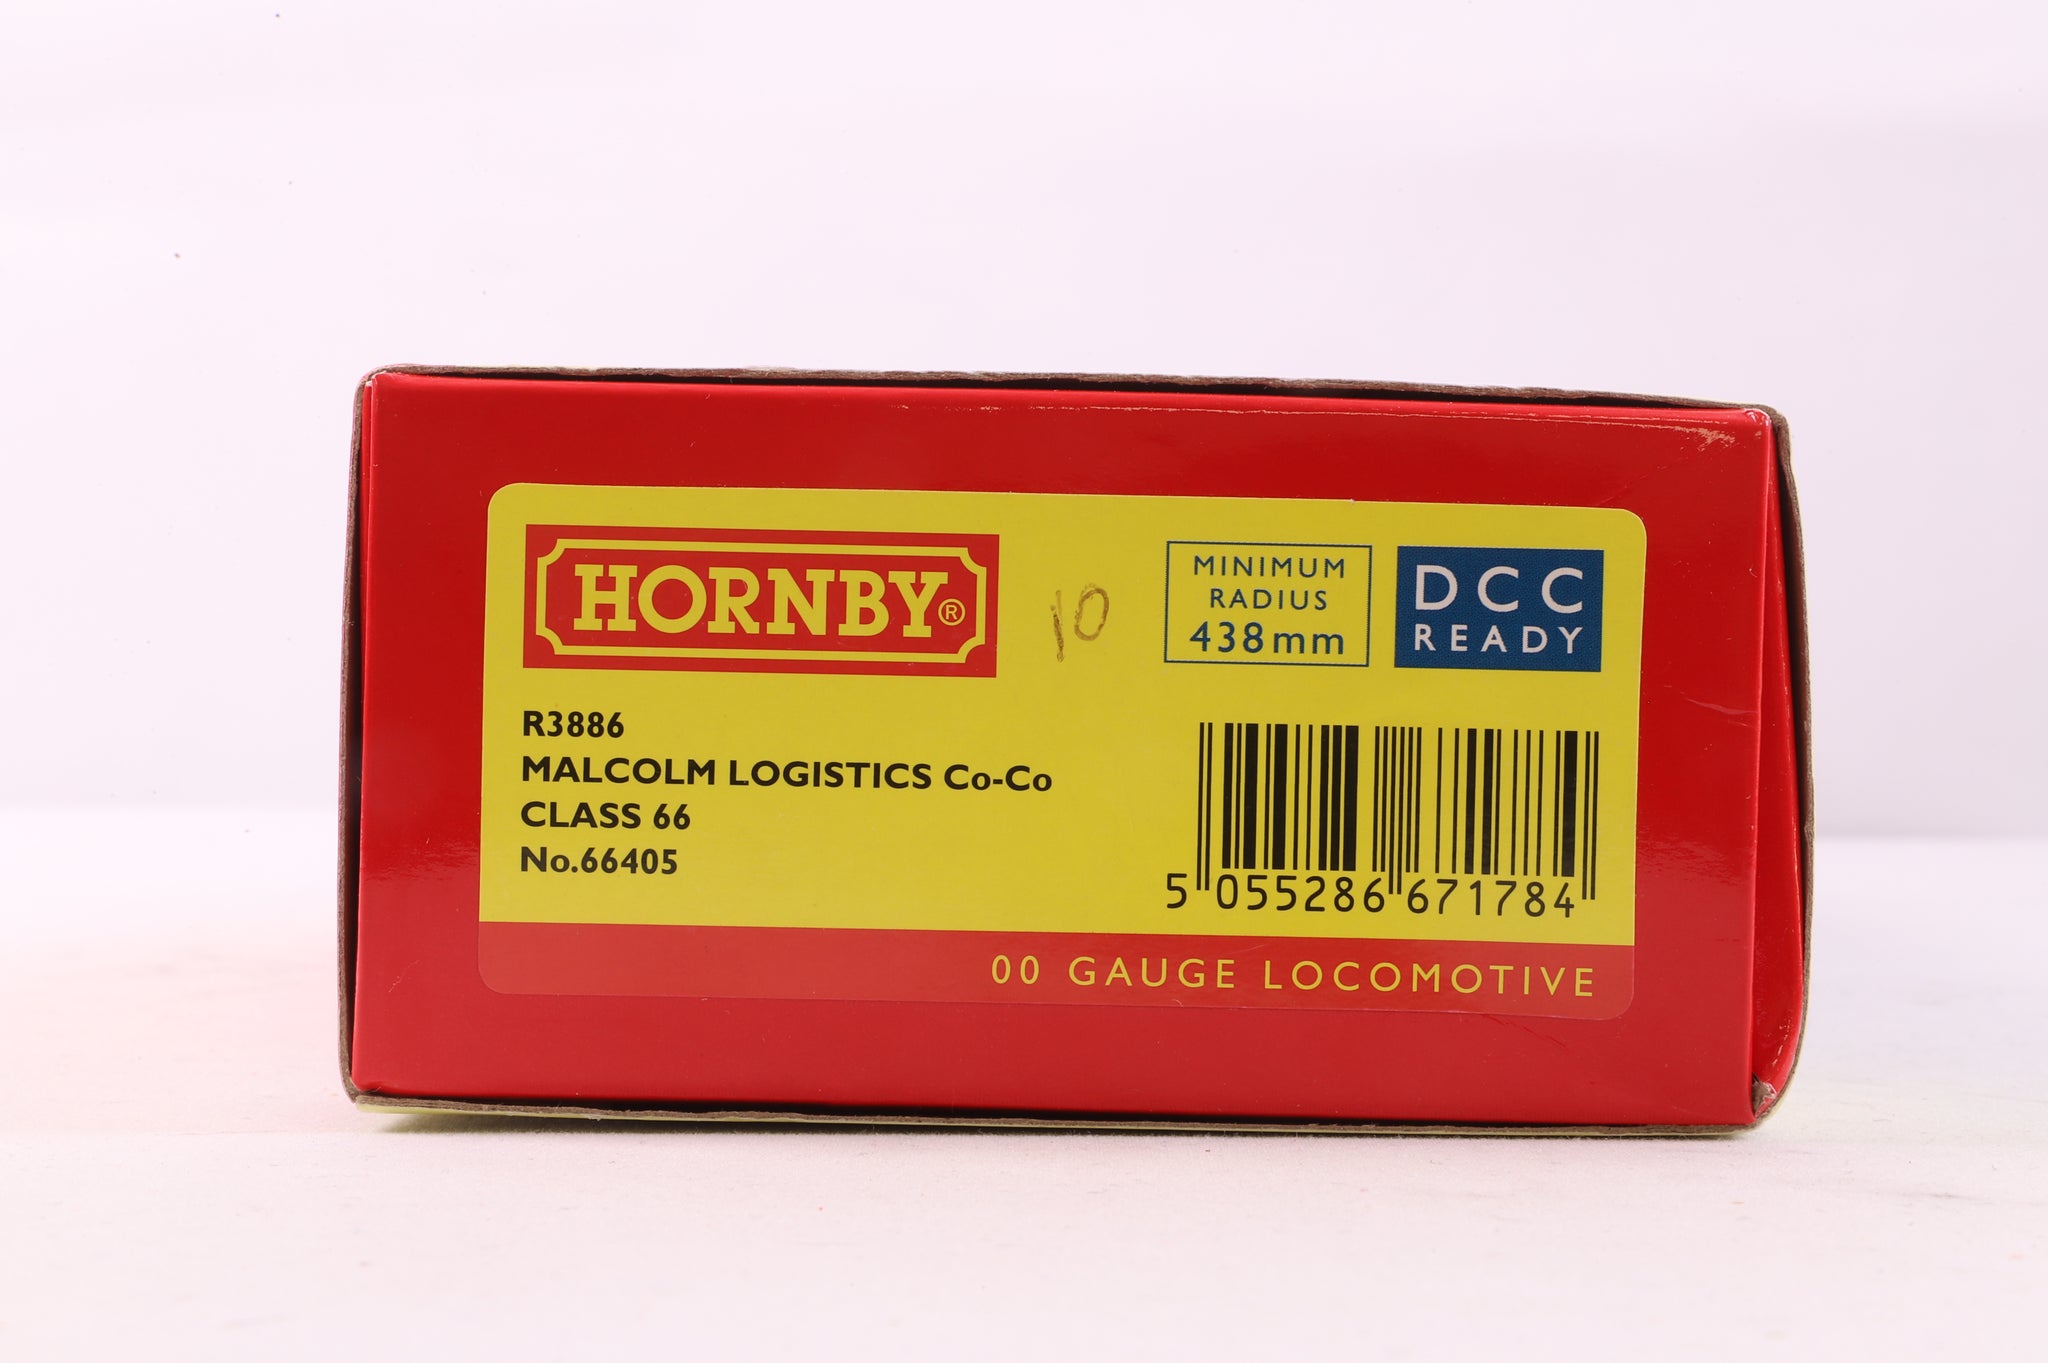 HORNBY®
10
MINIMUM
RADIUS
438mm
DCC
READY
R3886
MALCOLM LOGISTICS Co-Co
CLASS 66
No.66405
5 055286 671784
00 GAUGE LOCOMOTIVE